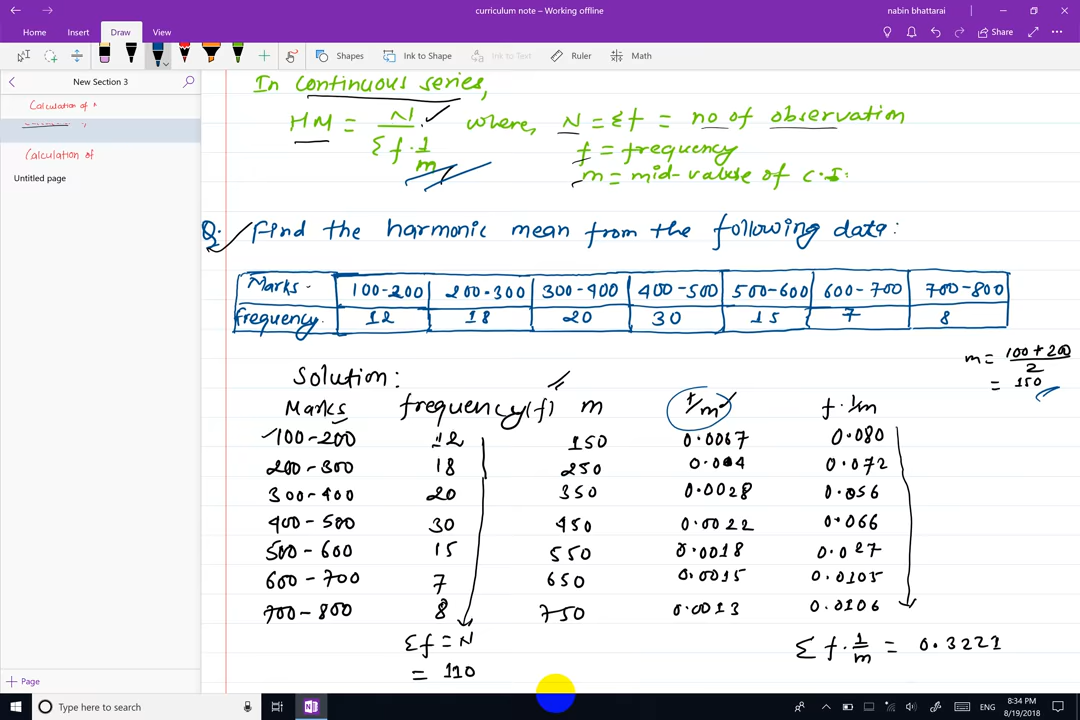 curriculum note – Working offline
nabin bhattarai
Home Insert Draw View
Share
Shapes Ink to Shape Ink to Text Ruler Math
New Section 3
Calculation of
Calculation of
Untitled page
Page
In continuous series,
HM = N / Σf·1/m where, N = Σf = no of observation
f = frequency
m = mid-value of C.I.
Q. Find the harmonic mean from the following data:
Marks. 100-200 200-300 300-400 400-500 500-600 600-700 700-800
frequency. 12 18 20 30 15 7 8
m = 100+200 / 2
= 150
Solution:
Marks frequency(f) m 1/m f·1/m
100-200 12 150 0.0067 0.080
200-300 18 250 0.004 0.072
300-400 20 350 0.0028 0.056
400-500 30 450 0.0022 0.066
500-600 15 550 0.0018 0.027
600-700 7 650 0.0015 0.0105
700-800 8 750 0.0013 0.0106
Σf = N Σ f·1/m = 0.3221
= 110
Type here to search
ENG
8:34 PM
8/19/2018